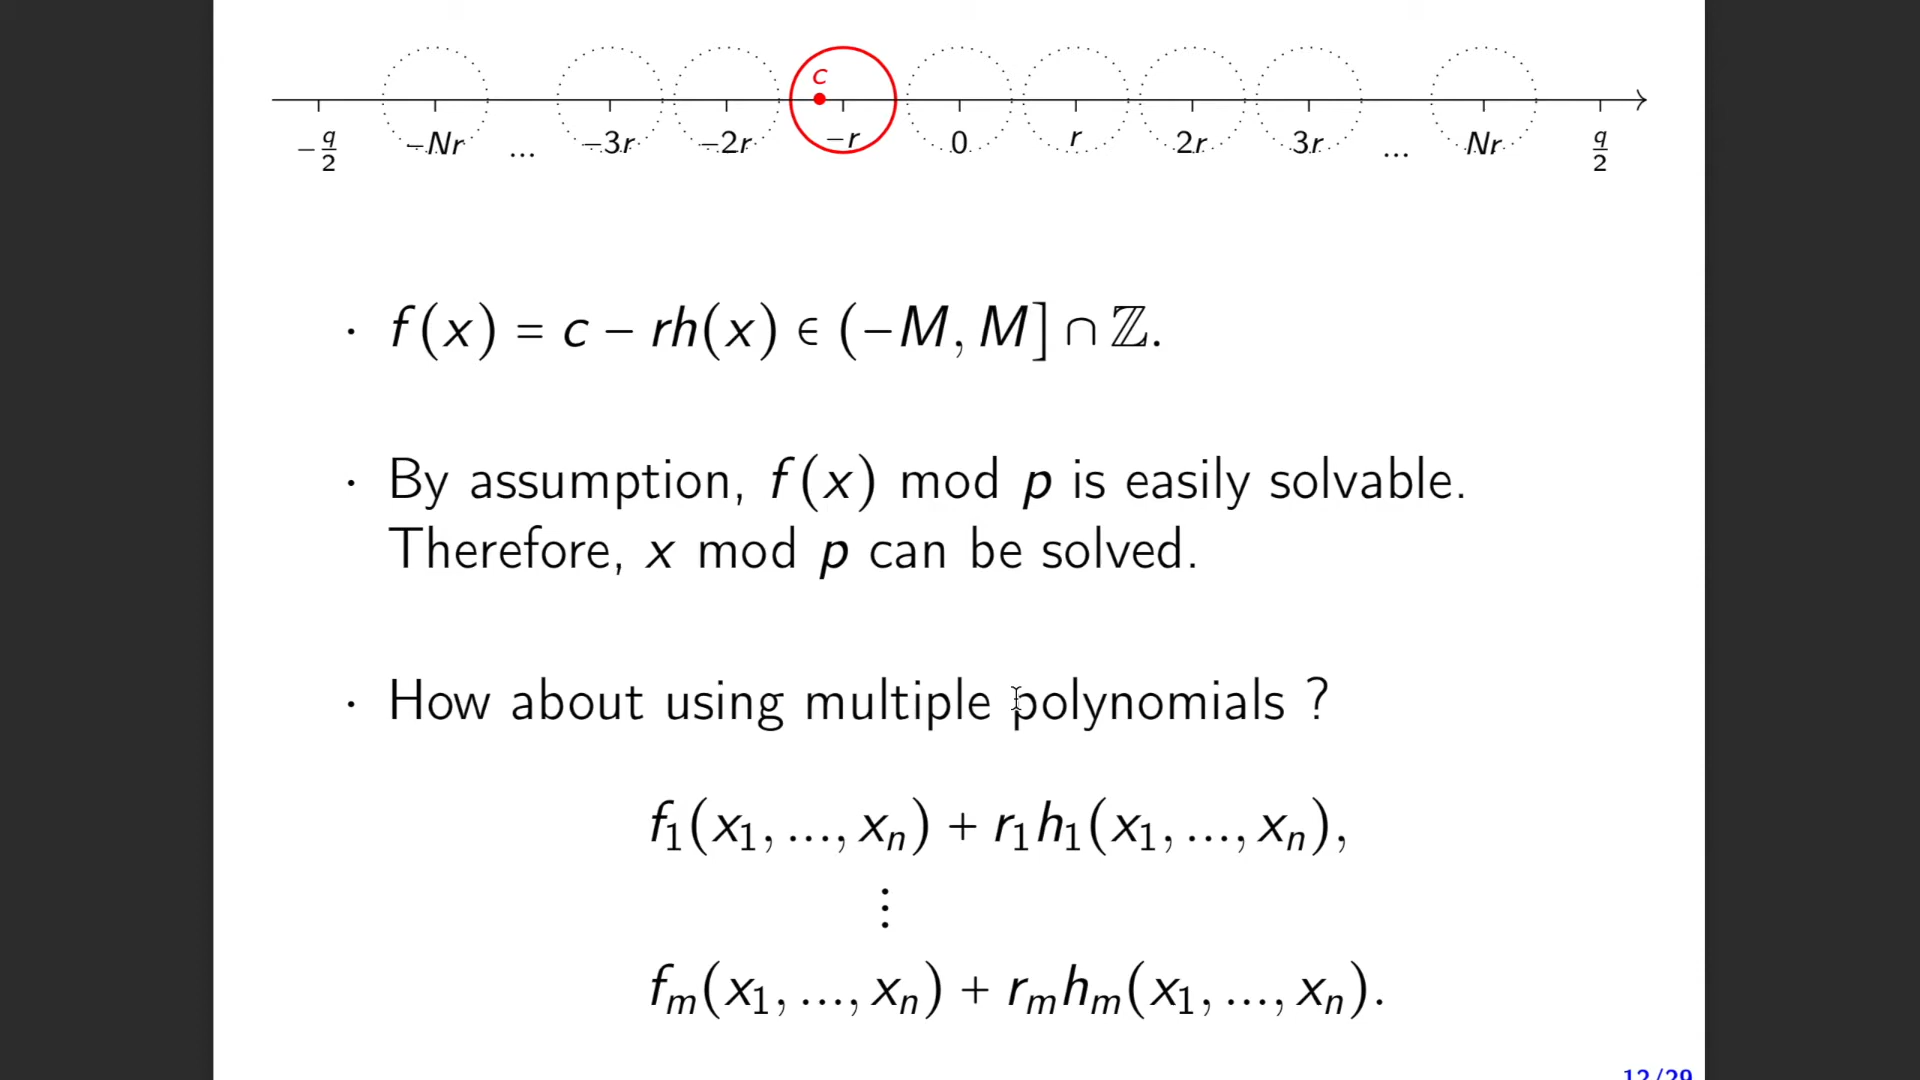 c
−q/2 −Nr ... −3r −2r −r 0 r 2r 3r ... Nr q/2
· f(x) = c − rh(x) ∈ (−M, M] ∩ ℤ.
· By assumption, f(x) mod p is easily solvable.
Therefore, x mod p can be solved.
· How about using multiple polynomials ?
f₁(x₁, ..., xₙ) + r₁h₁(x₁, ..., xₙ),
⋮
fₘ(x₁, ..., xₙ) + rₘhₘ(x₁, ..., xₙ).
12/29